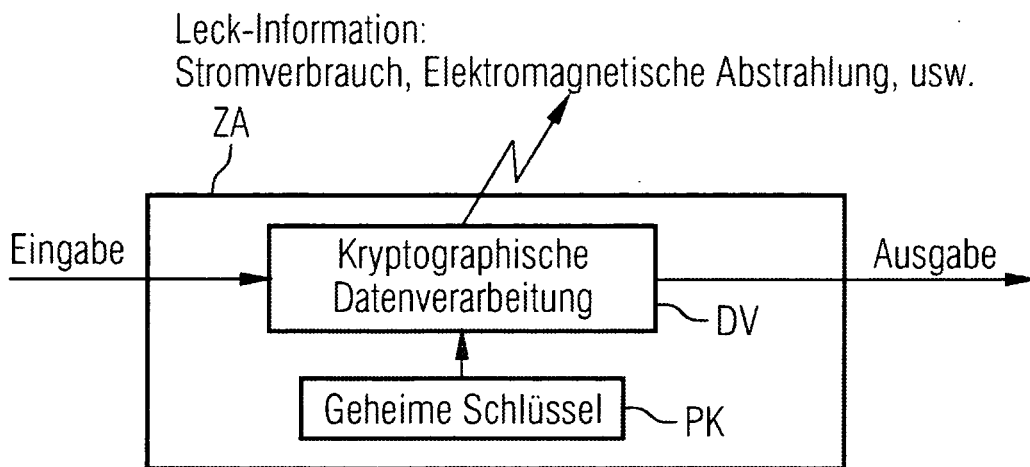 Leck-Information:
Stromverbrauch, Elektromagnetische Abstrahlung, usw.
ZA
Eingabe
Kryptographische
Datenverarbeitung
Ausgabe
DV
Geheime Schlüssel
PK